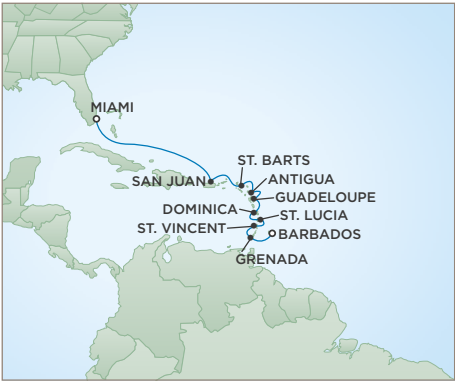 MIAMI
ST. BARTS
SAN JUAN
ANTIGUA
GUADELOUPE
DOMINICA
ST. LUCIA
ST. VINCENT
BARBADOS
GRENADA